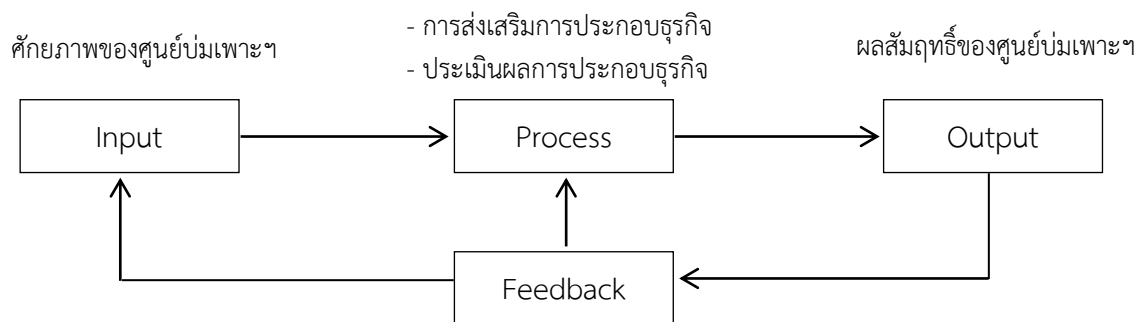 ศักยภาพของศูนย์บ่มเพาะฯ
- การส่งเสริมการประกอบธุรกิจ
- ประเมินผลการประกอบธุรกิจ
ผลสัมฤทธิ์ของศูนย์บ่มเพาะฯ
Input
Process
Output
Feedback